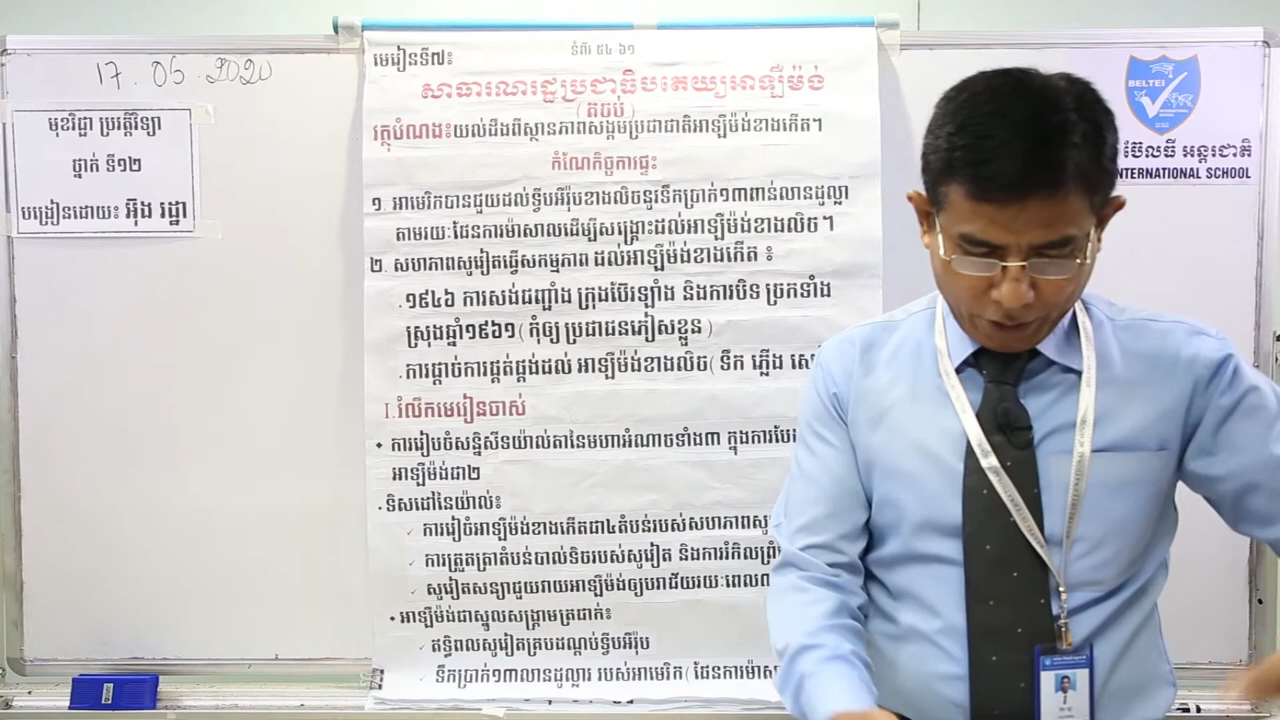 17.05.2020
មុខវិជ្ជា ប្រវត្តិវិទ្យា
ថ្នាក់ ទី១២
បង្រៀនដោយ៖ អ៊ុង រដ្ឋា
មេរៀនទី៧៖
ទំព័រ ៥៤-៦១
សាធារណរដ្ឋប្រជាធិបតេយ្យអាឡឺម៉ង់
(តចប់)
វត្ថុបំណង៖យល់ដឹងពីស្ថានភាពសង្គមប្រជាជាតិអាឡឺម៉ង់ខាងកើត។
កំណែកិច្ចការផ្ទះ
១. អាមេរិកបានជួយដល់ទ្វីបអឺរ៉ុបខាងលិចនូវទឹកប្រាក់១៣ពាន់លានដូល្លា
តាមរយៈផែនការម៉ាសាលដើម្បីសង្គ្រោះដល់អាឡឺម៉ង់ខាងលិច។
២. សហភាពសូវៀតធ្វើសកម្មភាព ដល់អាឡឺម៉ង់ខាងកើត ៖
.១៩៤៦ ការសង់ជញ្ជាំង ក្រុងប៊ែរឡាំង និងការបិទ ច្រកទាំង
ស្រុងឆ្នាំ១៩៦១( កុំឲ្យ ប្រជាជនភៀសខ្លួន )
.ការផ្តាច់ការផ្គត់ផ្គង់ដល់ អាឡឺម៉ង់ខាងលិច( ទឹក ភ្លើង
I.រំលឹកមេរៀនចាស់
• ការរៀបចំសន្និសីទយ៉ាល់តានៃមហាអំណាចទាំង៣ ក្នុងការបែង
អាឡឺម៉ង់ជា២
.ទិសដៅនៃយ៉ាល់៖
✓ ការរៀចំអាឡឺម៉ង់ខាងកើតជា៤តំបន់របស់សហភាពសូ
✓ ការត្រួតត្រាតំបន់បាល់ទិចរបស់សូវៀត និងការរំកិលព្រំ
✓ សូវៀតសន្យាជួយវាយអាឡឺម៉ង់ឲ្យបរាជ័យរយៈពេល
• អាឡឺម៉ង់ជាស្នូលសង្គ្រាមត្រជាក់៖
✓ ឥទ្ធិពលសូវៀតគ្របដណ្តប់ទ្វីបអឺរ៉ុប
✓ ទឹកប្រាក់១៣លានដូល្លារ របស់អាមេរិក( ផែនការម៉ាសា
BELTEI
INTERNATIONAL SCHOOL
ប៊ែលធី អន្តរជាតិ
INTERNATIONAL SCHOOL